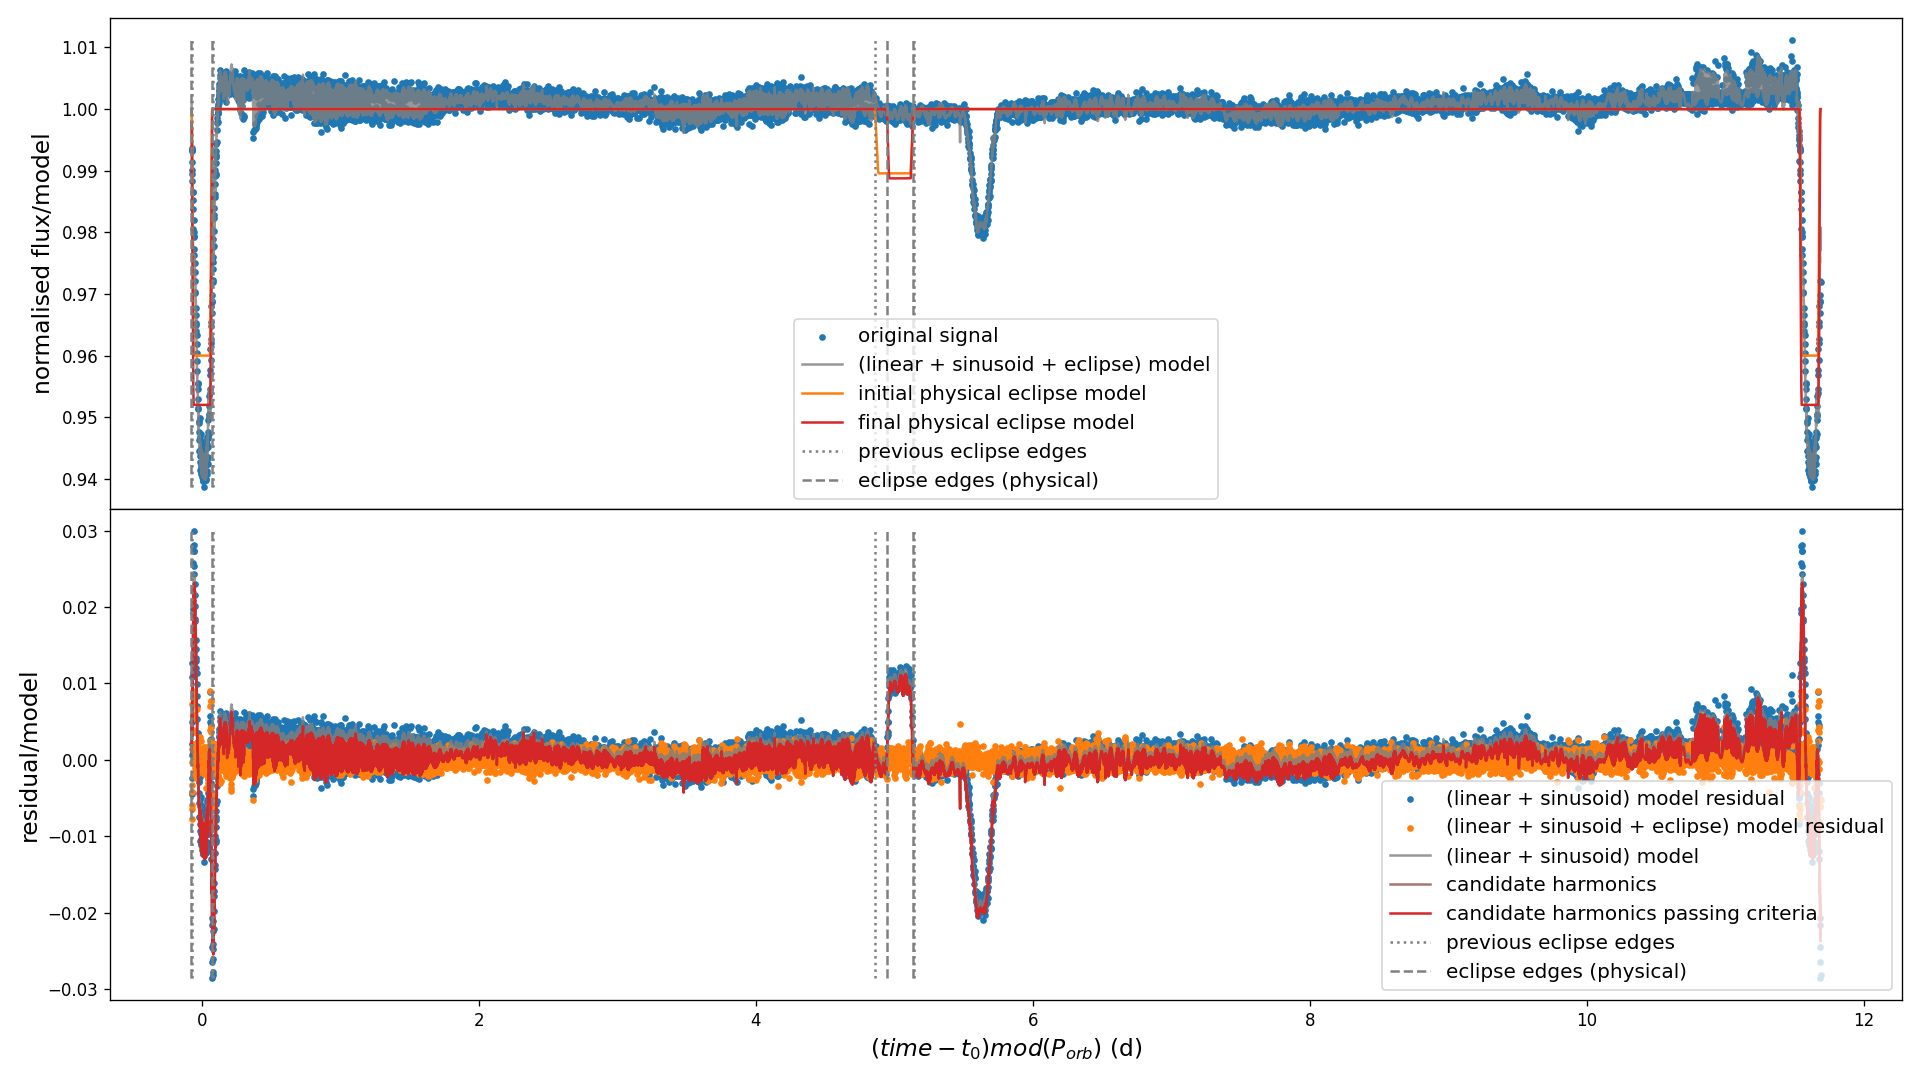 1.01
1.00
0.99
0.98
0.97
0.96
0.95
0.94
normalised flux/model
original signal
(linear + sinusoid + eclipse) model
initial physical eclipse model
final physical eclipse model
previous eclipse edges
eclipse edges (physical)
0.03
0.02
0.01
0.00
−0.01
−0.02
−0.03
residual/model
(linear + sinusoid) model residual
(linear + sinusoid + eclipse) model residual
(linear + sinusoid) model
candidate harmonics
candidate harmonics passing criteria
previous eclipse edges
eclipse edges (physical)
0 2 4 6 8 10 12
(time − t₀)mod(P_orb) (d)